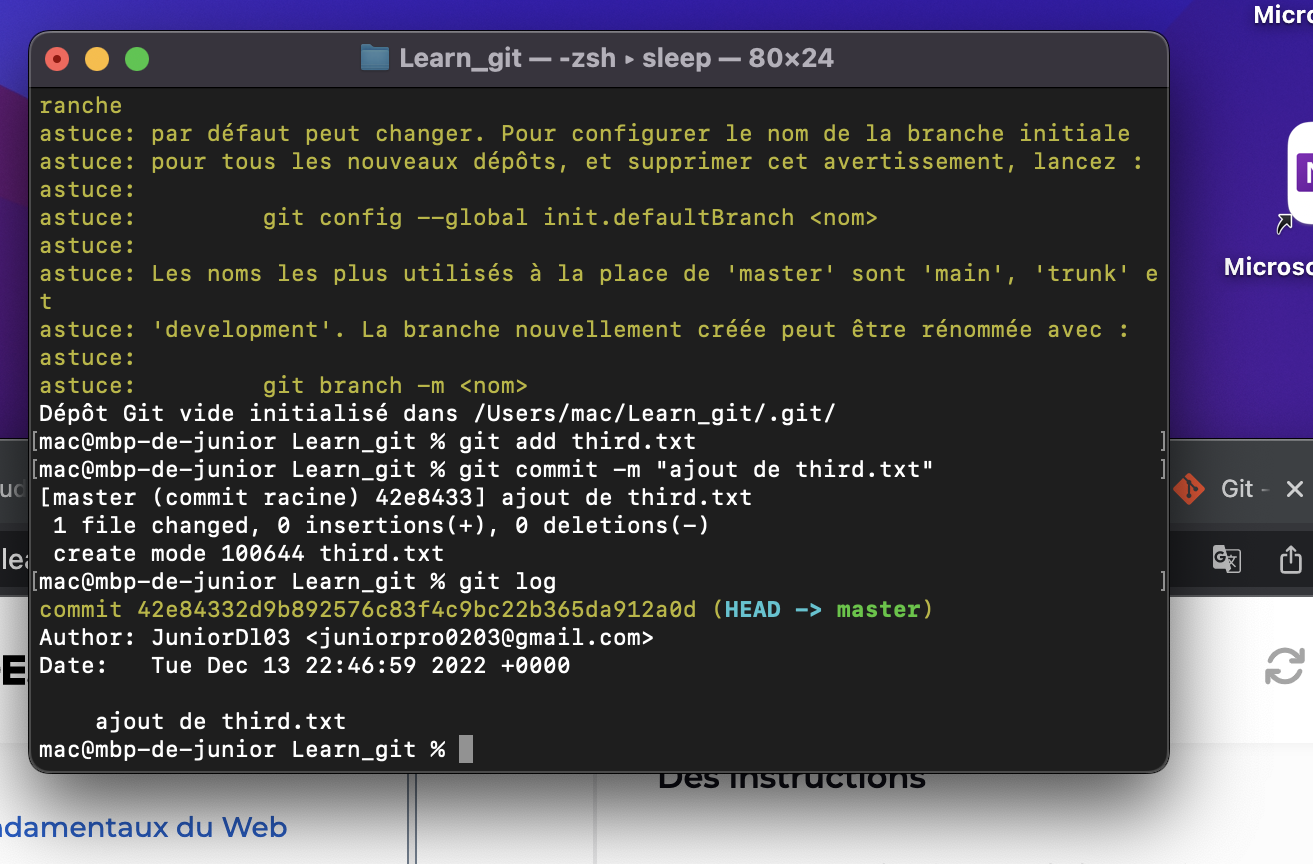 Micro
Learn_git — -zsh ▸ sleep — 80×24
ranche
astuce: par défaut peut changer. Pour configurer le nom de la branche initiale
astuce: pour tous les nouveaux dépôts, et supprimer cet avertissement, lancez :
astuce:
astuce:         git config --global init.defaultBranch <nom>
astuce:
astuce: Les noms les plus utilisés à la place de 'master' sont 'main', 'trunk' e
t
astuce: 'development'. La branche nouvellement créée peut être rénommée avec :
astuce:
astuce:         git branch -m <nom>
Dépôt Git vide initialisé dans /Users/mac/Learn_git/.git/
[mac@mbp-de-junior Learn_git % git add third.txt ]
[mac@mbp-de-junior Learn_git % git commit -m "ajout de third.txt" ]
[master (commit racine) 42e8433] ajout de third.txt
 1 file changed, 0 insertions(+), 0 deletions(-)
 create mode 100644 third.txt
[mac@mbp-de-junior Learn_git % git log ]
commit 42e84332d9b892576c83f4c9bc22b365da912a0d (HEAD -> master)
Author: JuniorDl03 <juniorpro0203@gmail.com>
Date:   Tue Dec 13 22:46:59 2022 +0000
    ajout de third.txt
mac@mbp-de-junior Learn_git %
N
Microso
ud
Git -
lea
Des Instructions
ndamentaux du Web